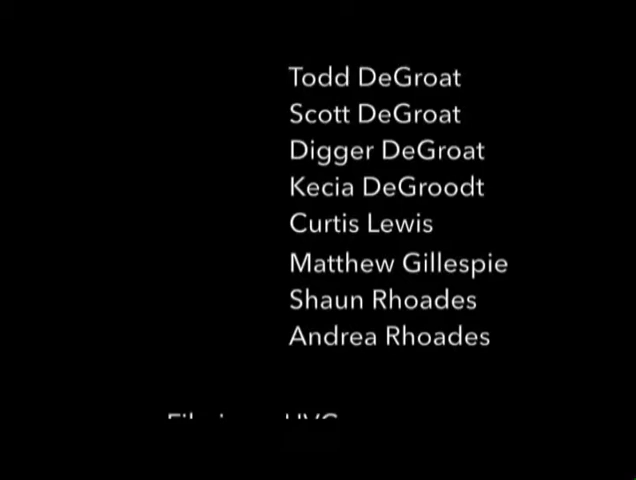 Todd DeGroat
Scott DeGroat
Digger DeGroat
Kecia DeGroodt
Curtis Lewis
Matthew Gillespie
Shaun Rhoades
Andrea Rhoades